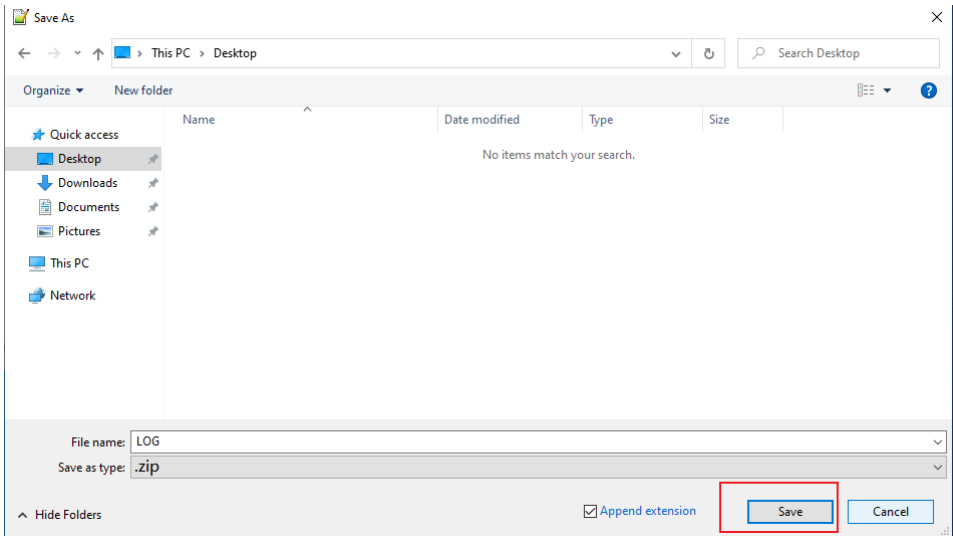 Save As
This PC > Desktop
Search Desktop
Organize
New folder
Name
Date modified
Type
Size
No items match your search.
Quick access
Desktop
Downloads
Documents
Pictures
This PC
Network
File name: LOG
Save as type: .zip
Hide Folders
Append extension
Save
Cancel